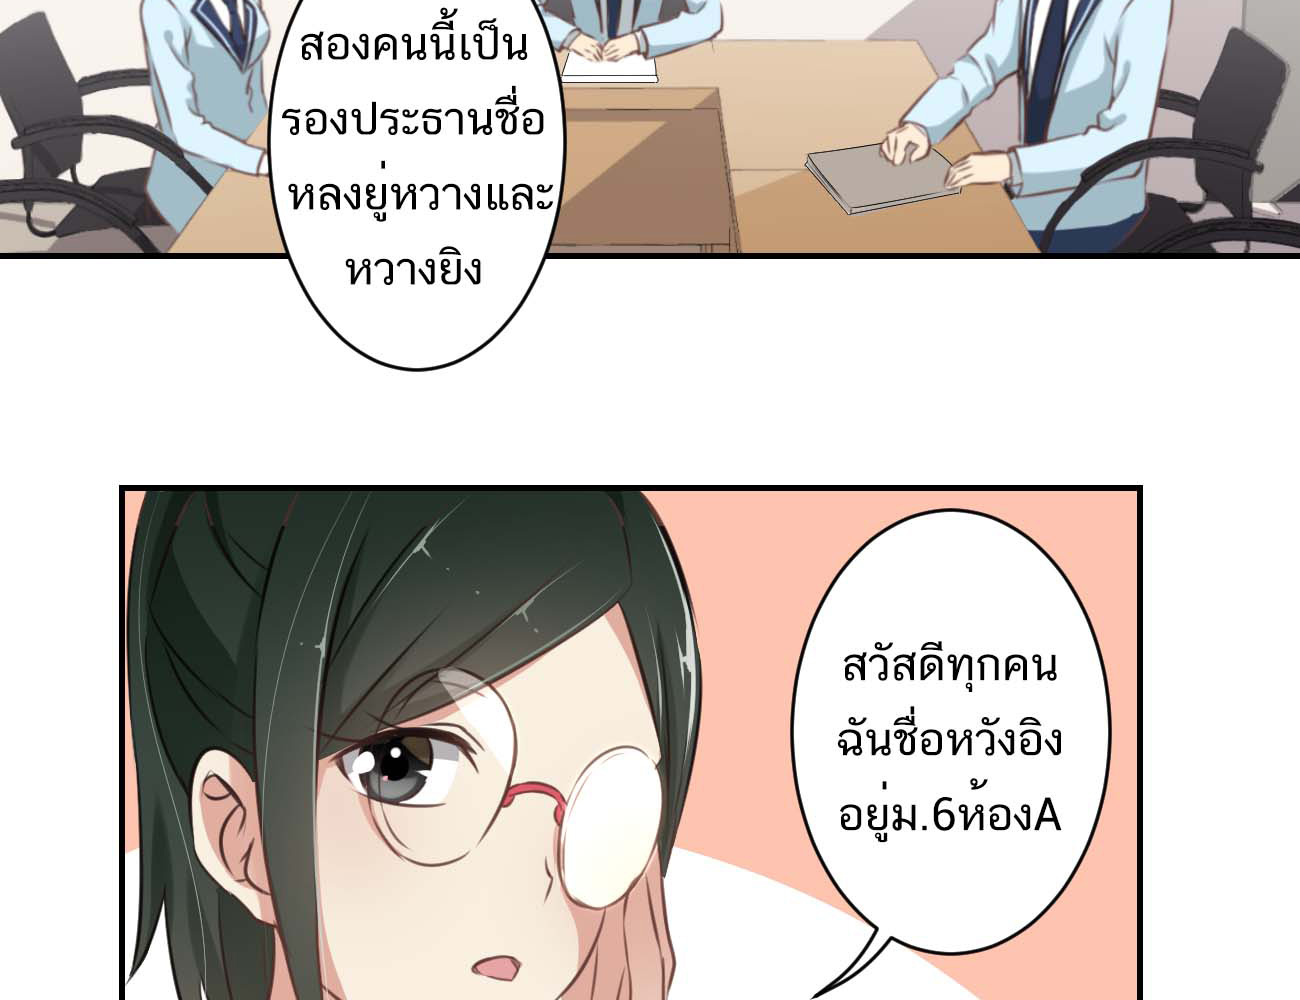 สองคนนี้เป็น
รองประธานชื่อ
หลงยู่หวางและ
หวางยิง
สวัสดีทุกคน
ฉันชื่อหวังอิง
อยู่ม.6ห้องA